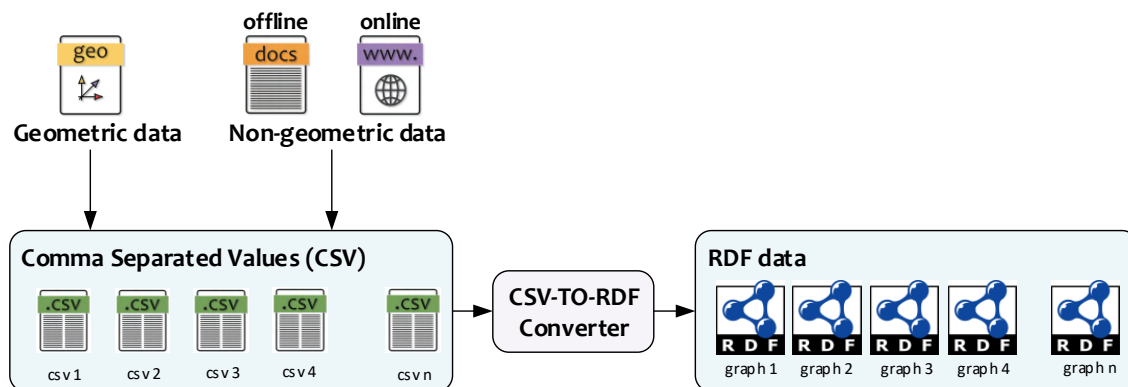 offline online
geo docs www.
Geometric data Non-geometric data
Comma Separated Values (CSV)
.CSV .CSV .CSV .CSV .CSV
csv 1 csv 2 csv 3 csv 4 csv n
CSV-TO-RDF
Converter
RDF data
RDF RDF RDF RDF RDF
graph 1 graph 2 graph 3 graph 4 graph n